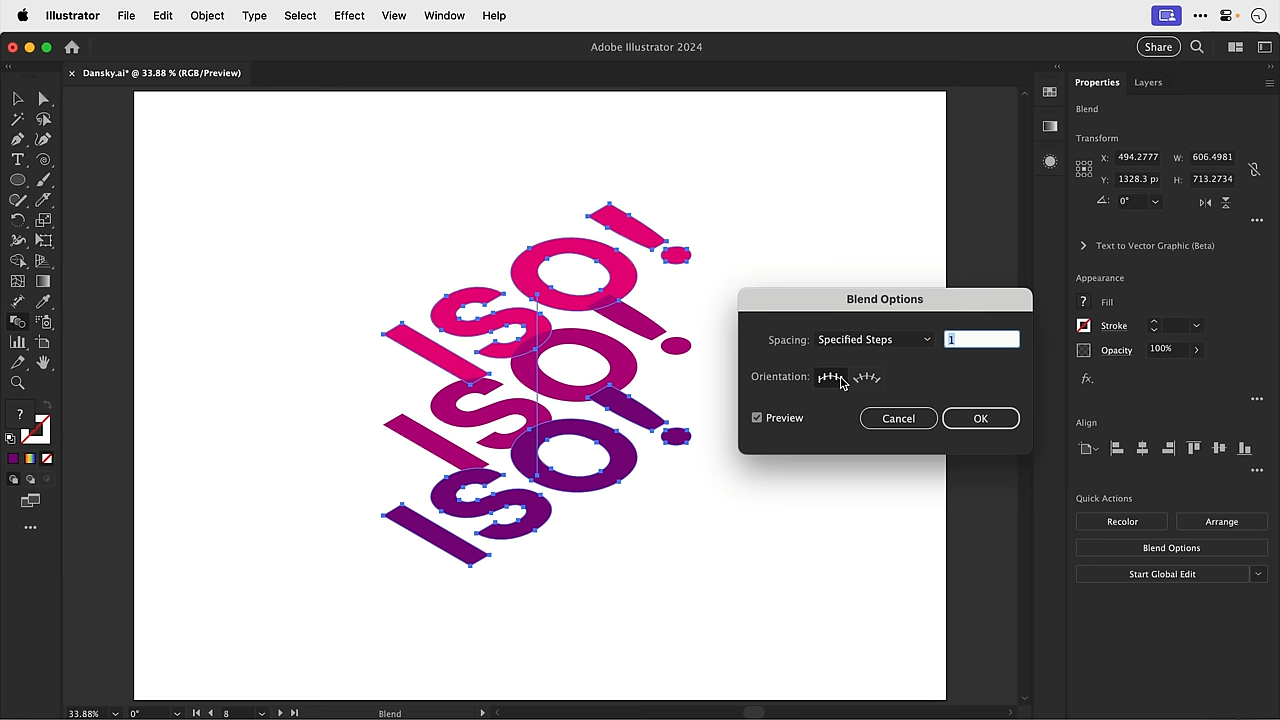 Illustrator File Edit Object Type Select Effect View Window Help
Adobe Illustrator 2024
Share
Dansky.ai* @ 33.88 % (RGB/Preview)
Properties Layers
Blend
Transform
X: 494.2777 W: 606.4981
Y: 1328.3 p H: 713.2734
0°
Text to Vector Graphic (Beta)
Appearance
? Fill
Stroke
Opacity 100%
fx.
Align
Quick Actions
Recolor Arrange
Blend Options
Start Global Edit
ISO!
ISO!
ISO!
Blend Options
Spacing: Specified Steps 1
Orientation:
Preview Cancel OK
?
33.88% 0° 8 Blend